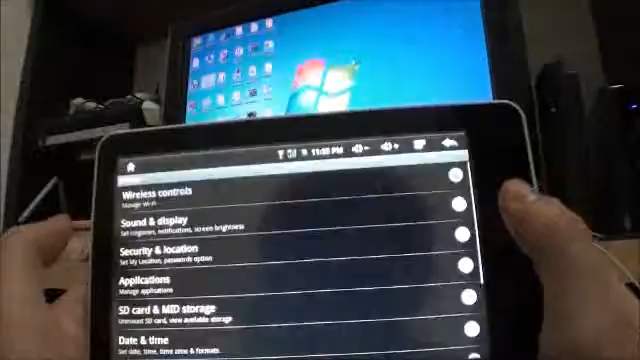 11:35 PM
Wireless controls
Manage Wi-Fi
Sound & display
Set ringtones, notifications, screen brightness
Security & location
Set My Location, password option
Applications
Manage applications
SD card & MID storage
Unmount SD card, view available storage
Date & time
Set date, time, time zone & formats